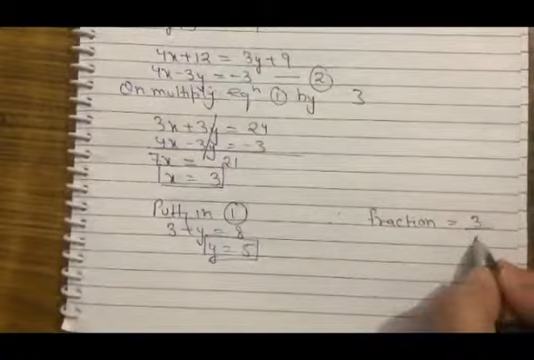 4x+12 = 3y+9
4x-3y = -3 — ②
On multiply eqⁿ ① by 3
3x+3y = 24
4x-3y = -3
7x = 21
x = 3
Putt in ①
3+y = 8
y = 5
fraction = 3